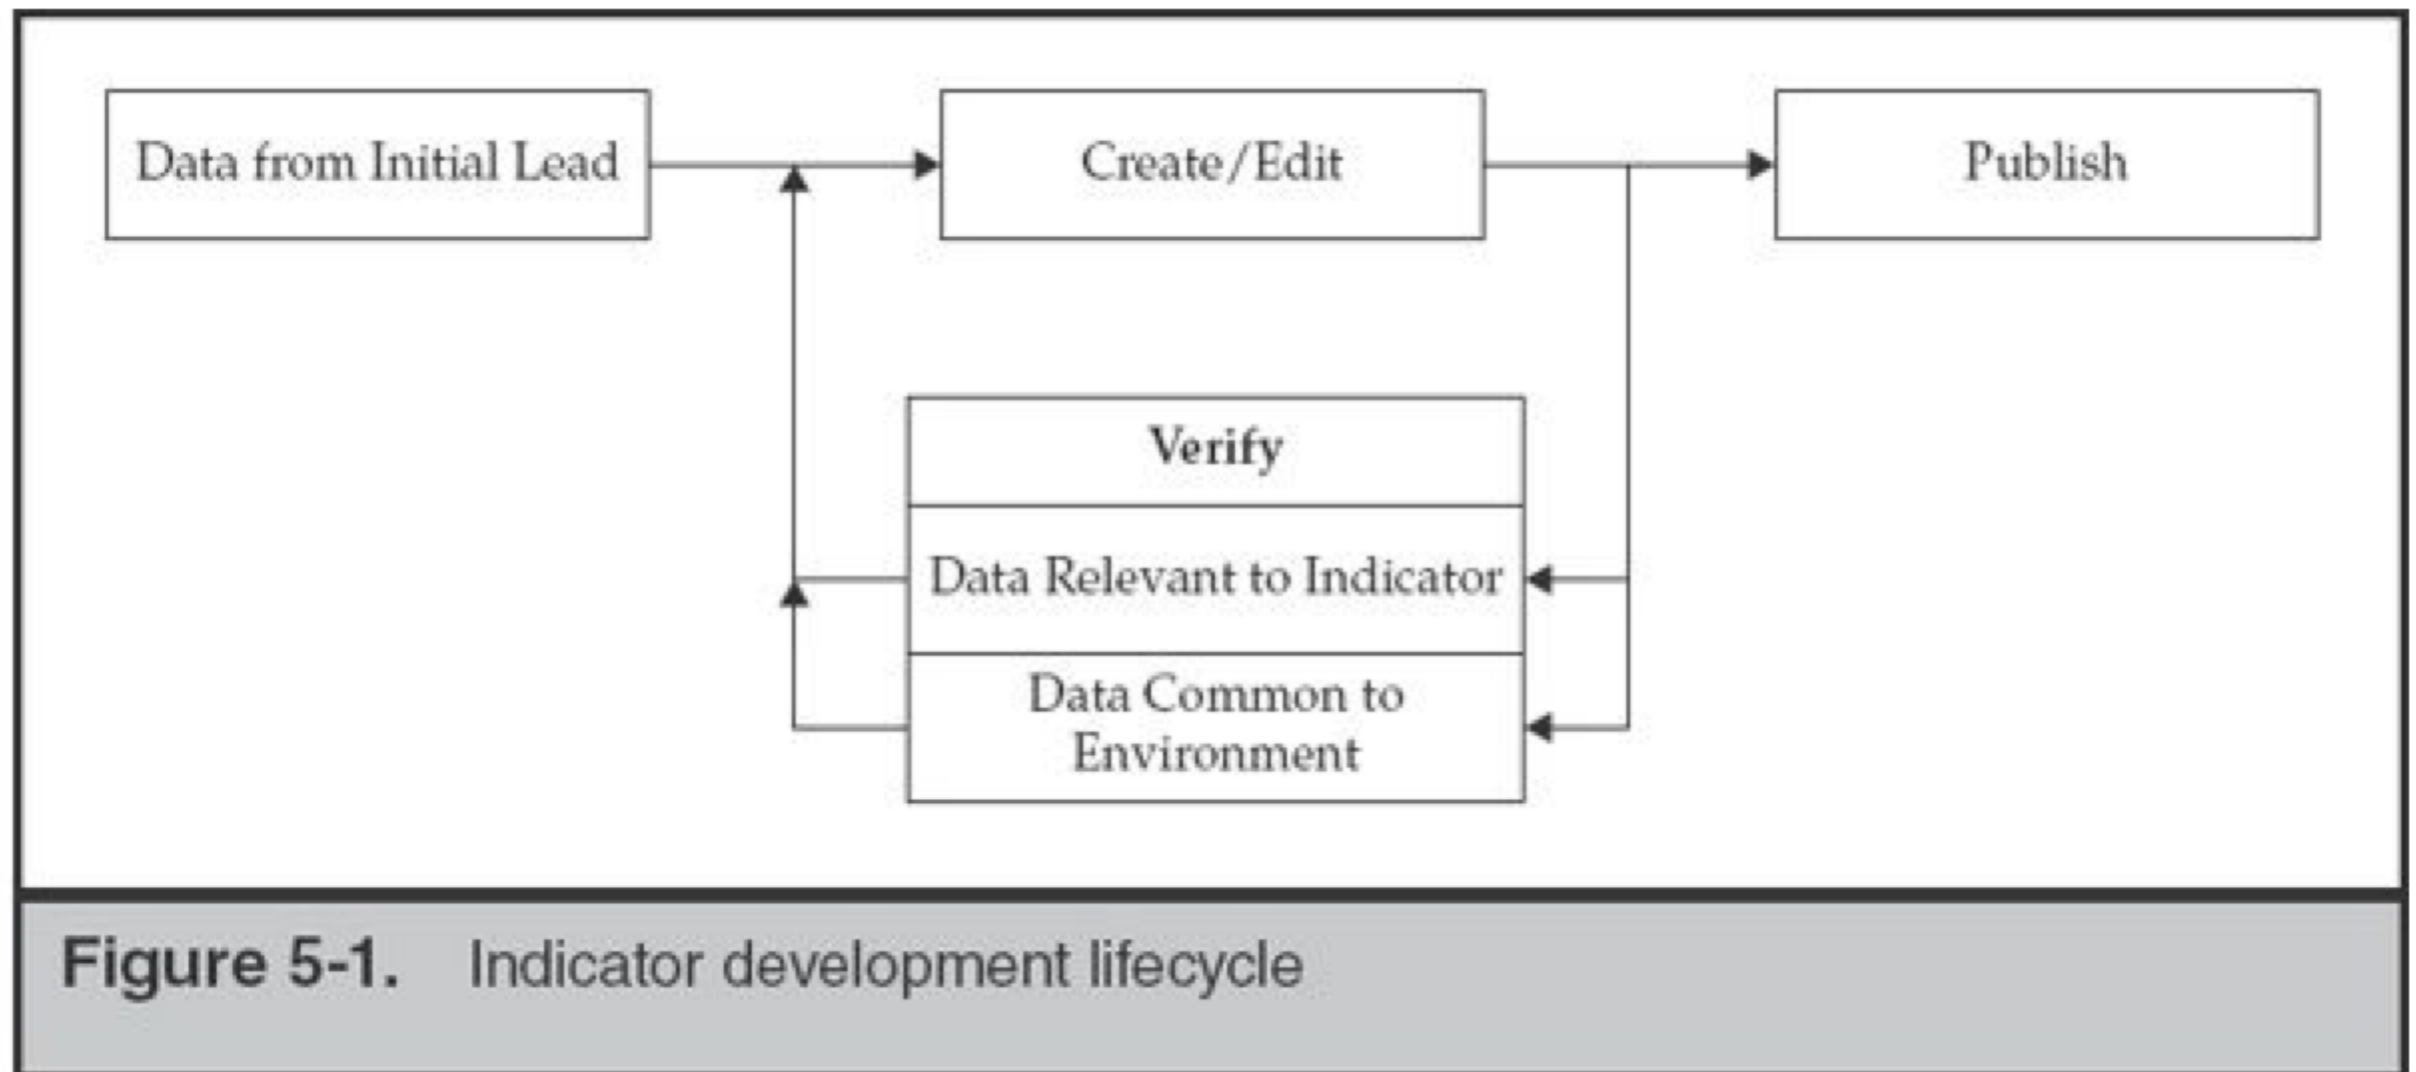 Data from Initial Lead
Create/Edit
Publish
Verify
Data Relevant to Indicator
Data Common to
Environment
Figure 5-1. Indicator development lifecycle